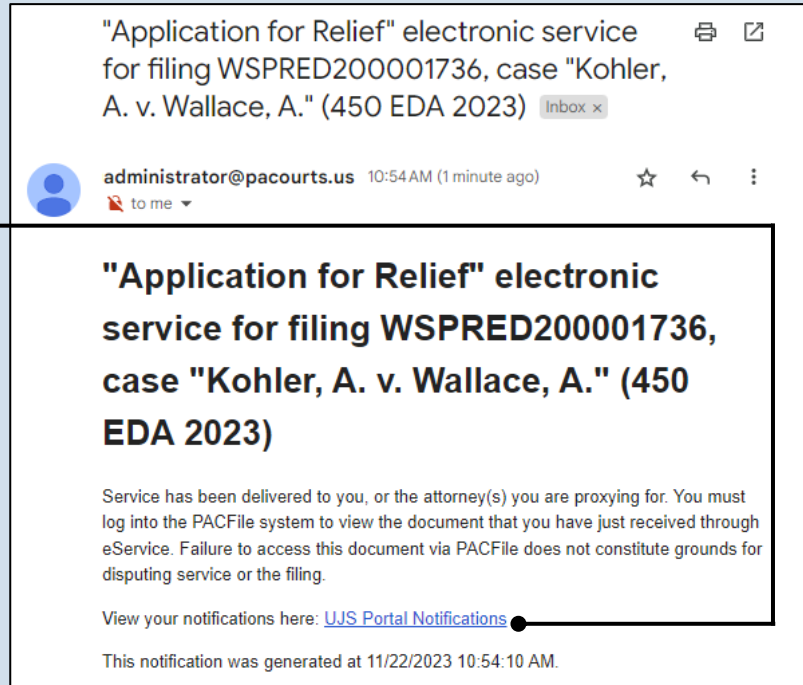 "Application for Relief" electronic service
for filing WSPRED200001736, case "Kohler,
A. v. Wallace, A." (450 EDA 2023) Inbox ×
administrator@pacourts.us 10:54 AM (1 minute ago)
to me
"Application for Relief" electronic
service for filing WSPRED200001736,
case "Kohler, A. v. Wallace, A." (450
EDA 2023)
Service has been delivered to you, or the attorney(s) you are proxying for. You must
log into the PACFile system to view the document that you have just received through
eService. Failure to access this document via PACFile does not constitute grounds for
disputing service or the filing.
View your notifications here: UJS Portal Notifications
This notification was generated at 11/22/2023 10:54:10 AM.